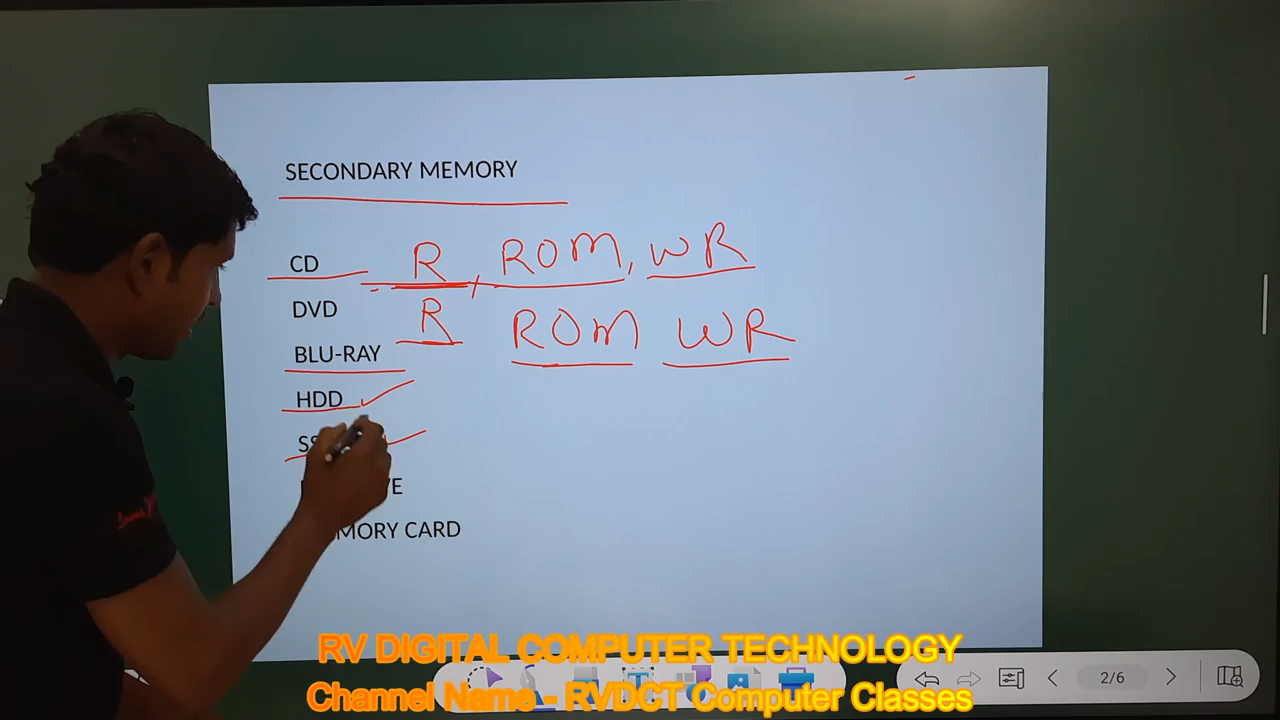 SECONDARY MEMORY
CD R, ROM, WR
DVD R ROM WR
BLU-RAY
HDD
MORY CARD
RV DIGITAL COMPUTER TECHNOLOGY
2/6
Channel Name - RVDCT Computer Classes